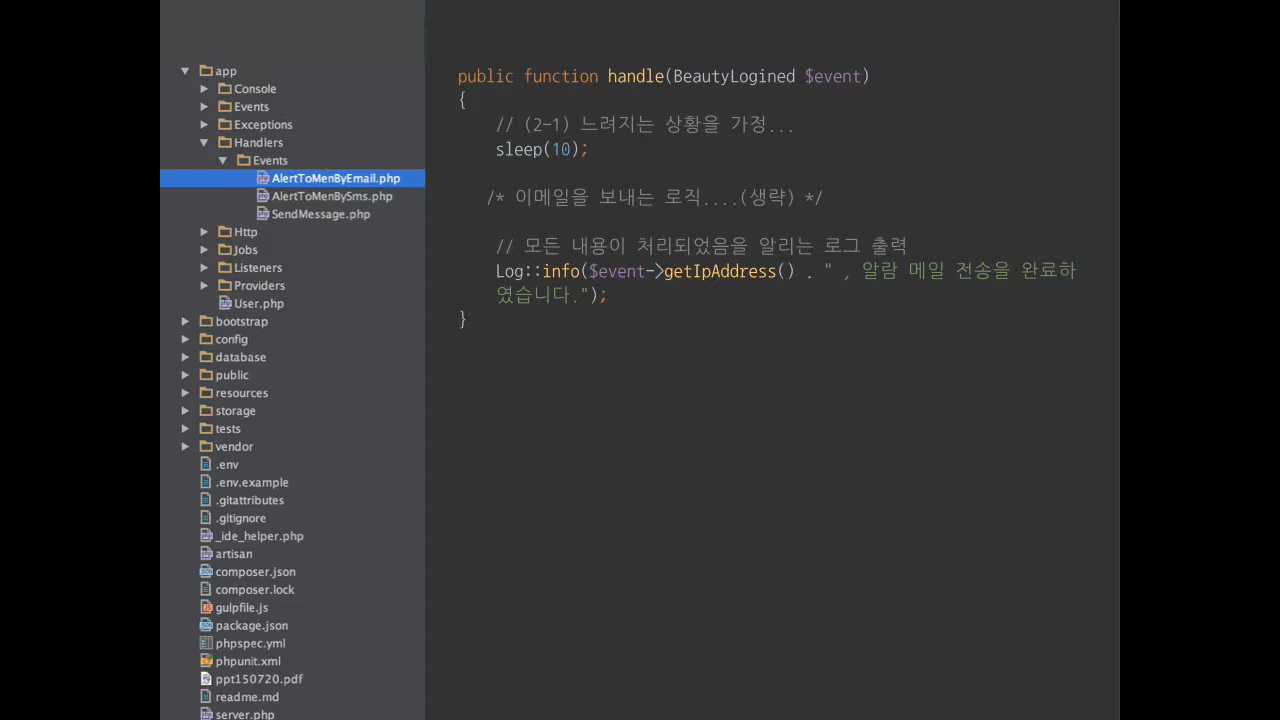 app
Console
Events
Exceptions
Handlers
Events
AlertToMenByEmail.php
AlertToMenBySms.php
SendMessage.php
Http
Jobs
Listeners
Providers
User.php
bootstrap
config
database
public
resources
storage
tests
vendor
.env
.env.example
.gitattributes
.gitignore
_ide_helper.php
artisan
composer.json
composer.lock
gulpfile.js
package.json
phpspec.yml
phpunit.xml
ppt150720.pdf
readme.md
server.php
public function handle(BeautyLogined $event)
{
// (2-1) 느려지는 상황을 가정...
sleep(10);
/* 이메일을 보내는 로직....(생략) */
// 모든 내용이 처리되었음을 알리는 로그 출력
Log::info($event->getIpAddress() . " , 알람 메일 전송을 완료하
였습니다.");
}